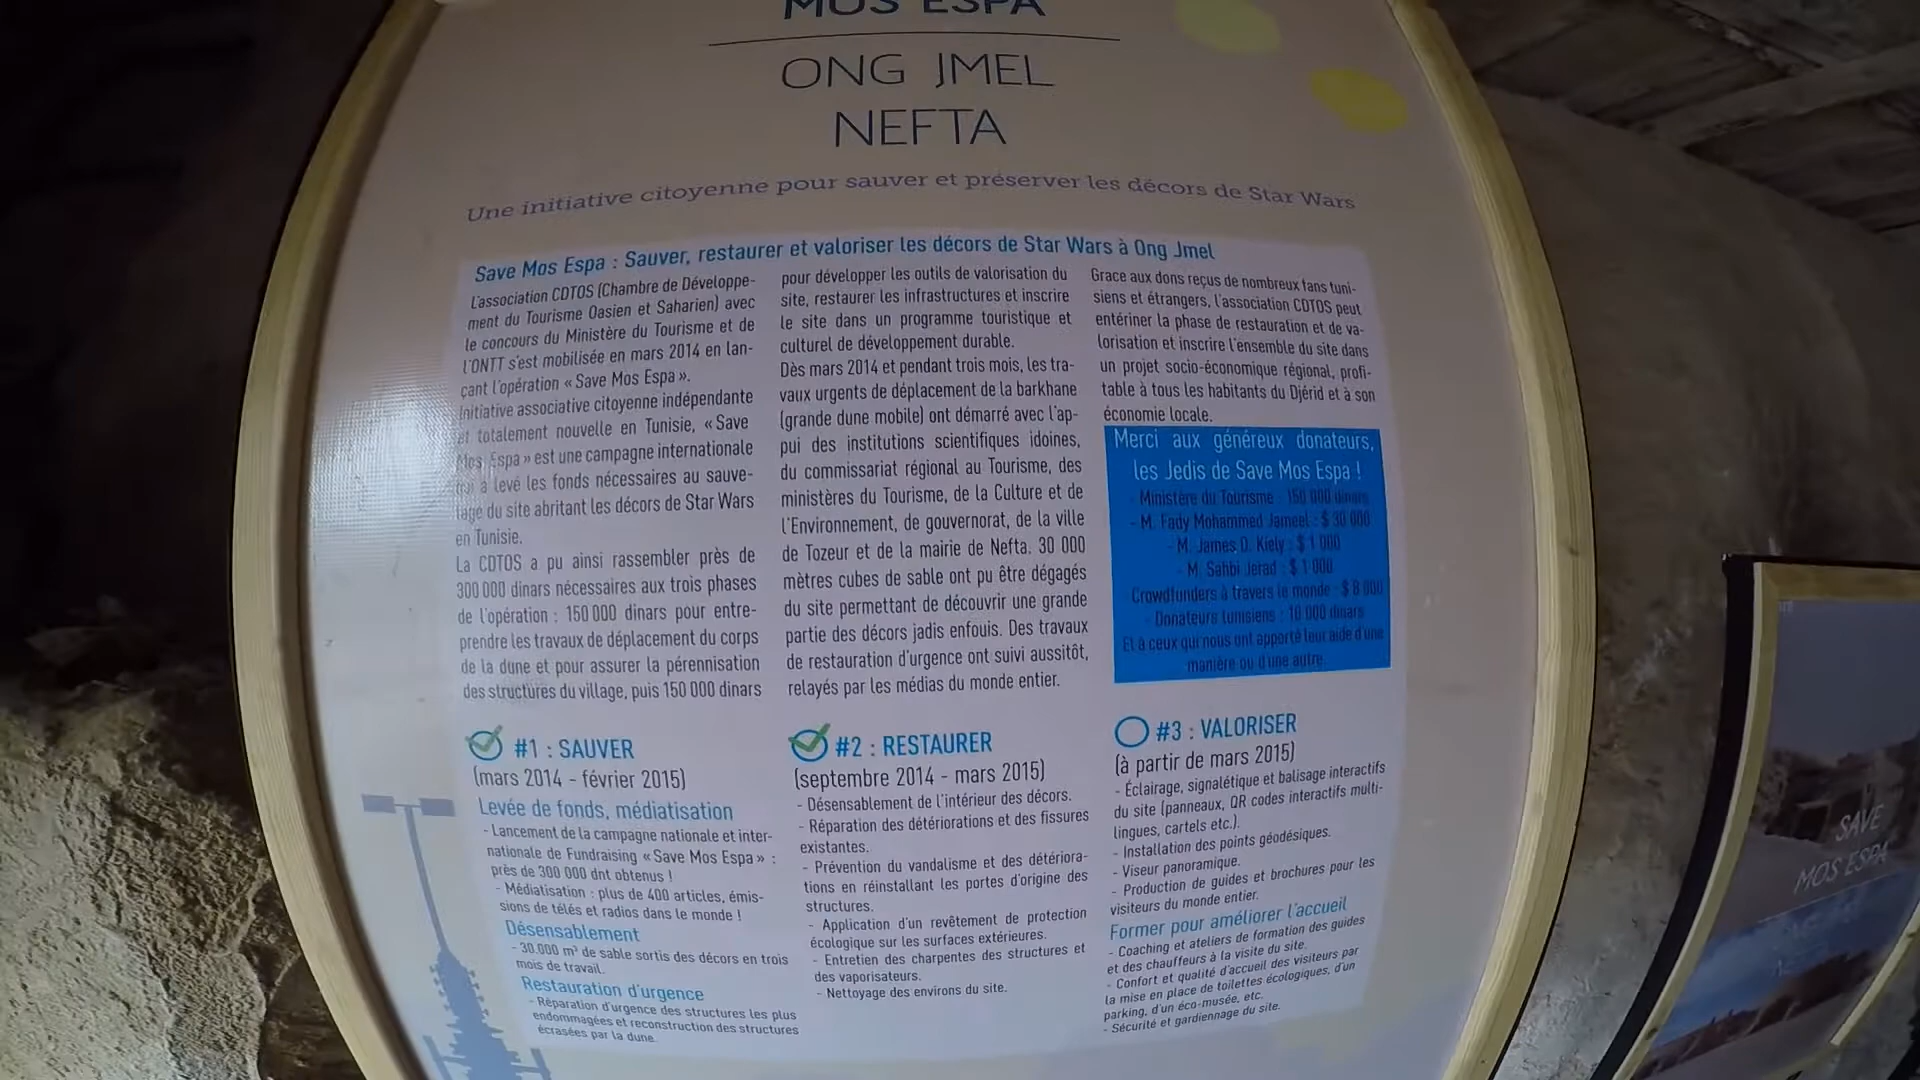 MOS ESPA
ONG JMEL
NEFTA
Une initiative citoyenne pour sauver et préserver les décors de Star Wars
Save Mos Espa : Sauver, restaurer et valoriser les décors de Star Wars à Ong Jmel
L'association CDTOS (Chambre de Développe-
ment du Tourisme Oasien et Saharien) avec
le concours du Ministère du Tourisme et de
l'ONTT s'est mobilisée en mars 2014 en lan-
çant l'opération « Save Mos Espa ».
Initiative associative citoyenne indépendante
et totalement nouvelle en Tunisie, « Save
Mos Espa » est une campagne internationale
qui a levé les fonds nécessaires au sauve-
tage du site abritant les décors de Star Wars
en Tunisie.
La CDTOS a pu ainsi rassembler près de
300 000 dinars nécessaires aux trois phases
de l'opération : 150 000 dinars pour entre-
prendre les travaux de déplacement du corps
de la dune et pour assurer la pérennisation
des structures du village, puis 150 000 dinars
pour développer les outils de valorisation du
site, restaurer les infrastructures et inscrire
le site dans un programme touristique et
culturel de développement durable.
Dès mars 2014 et pendant trois mois, les tra-
vaux urgents de déplacement de la barkhane
(grande dune mobile) ont démarré avec l'ap-
pui des institutions scientifiques idoines,
du commissariat régional au Tourisme, des
ministères du Tourisme, de la Culture et de
l'Environnement, de gouvernorat, de la ville
de Tozeur et de la mairie de Nefta. 30 000
mètres cubes de sable ont pu être dégagés
du site permettant de découvrir une grande
partie des décors jadis enfouis. Des travaux
de restauration d'urgence ont suivi aussitôt,
relayés par les médias du monde entier.
Grace aux dons reçus de nombreux fans tuni-
siens et étrangers, l'association CDTOS peut
entériner la phase de restauration et de va-
lorisation et inscrire l'ensemble du site dans
un projet socio-économique régional, profi-
table à tous les habitants du Djérid et à son
économie locale.
Merci aux généreux donateurs,
les Jedis de Save Mos Espa !
- Ministère du Tourisme : 150 000 dinars
- M. Fady Mohammed Jameel : $ 30 000
- M. James D. Kiely : $ 1 000
- M. Sahbi Jerad : $ 1 000
Crowdfunders à travers le monde : $ 8 000
- Donateurs tunisiens : 18 000 dinars
Et à ceux qui nous ont apporté leur aide d'une
manière ou d'une autre.
#1 : SAUVER
(mars 2014 - février 2015)
Levée de fonds, médiatisation
- Lancement de la campagne nationale et inter-
nationale de Fundraising « Save Mos Espa » :
près de 300 000 dnt obtenus !
- Médiatisation : plus de 400 articles, émis-
sions de télés et radios dans le monde !
Désensablement
- 30.000 m³ de sable sortis des décors en trois
mois de travail.
Restauration d'urgence
- Réparation d'urgence des structures les plus
endommagées et reconstruction des structures
écrasées par la dune.
#2 : RESTAURER
(septembre 2014 - mars 2015)
- Désensablement de l'intérieur des décors.
- Réparation des détériorations et des fissures
existantes.
- Prévention du vandalisme et des détériora-
tions en réinstallant les portes d'origine des
structures.
- Application d'un revêtement de protection
écologique sur les surfaces extérieures.
- Entretien des charpentes des structures et
des vaporisateurs.
- Nettoyage des environs du site.
#3 : VALORISER
(à partir de mars 2015)
- Éclairage, signalétique et balisage interactifs
du site (panneaux, QR codes interactifs multi-
lingues, cartels etc.).
- Installation des points géodésiques.
- Viseur panoramique.
- Production de guides et brochures pour les
visiteurs du monde entier.
Former pour améliorer l'accueil
- Coaching et ateliers de formation des guides
et des chauffeurs à la visite du site.
- Confort et qualité d'accueil des visiteurs par
la mise en place de toilettes écologiques, d'un
parking, d'un éco-musée, etc.
- Sécurité et gardiennage du site.
SAVE
MOS ESPA